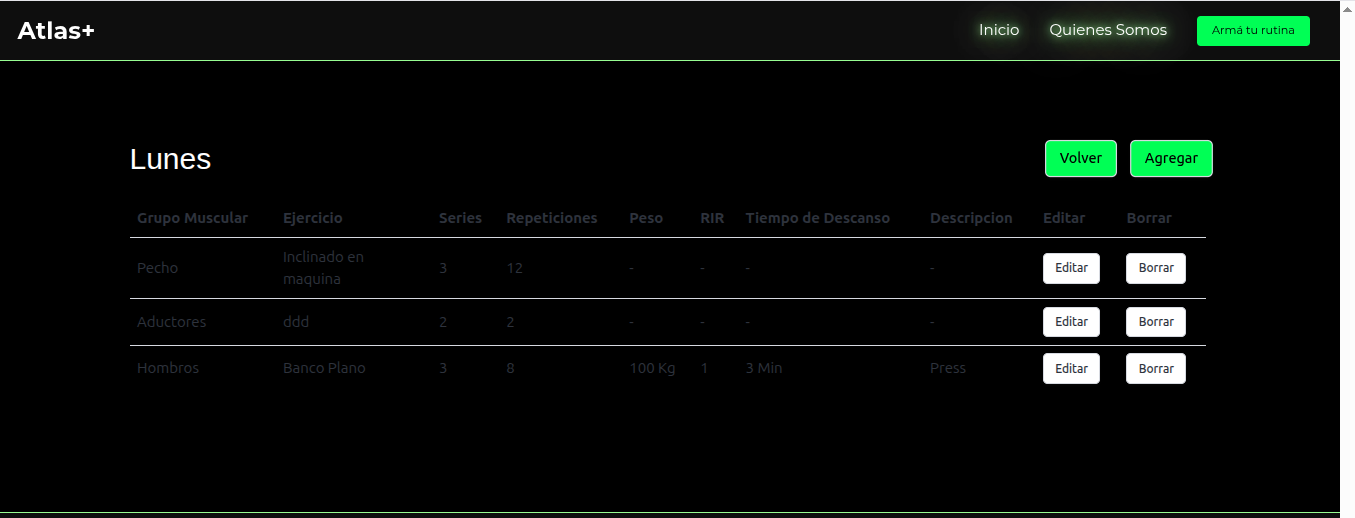 Atlas+ Inicio Quienes Somos Armá tu rutina
Lunes Volver Agregar
Grupo Muscular Ejercicio Series Repeticiones Peso RIR Tiempo de Descanso Descripcion Editar Borrar
Pecho Inclinado en maquina 3 12 - - - - Editar Borrar
Aductores ddd 2 2 - - - - Editar Borrar
Hombros Banco Plano 3 8 100 Kg 1 3 Min Press Editar Borrar